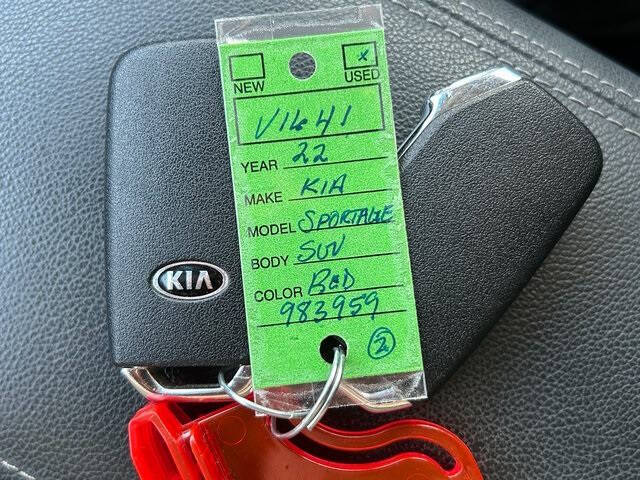 x
NEW USED
V1641
YEAR 22
MAKE KIA
MODEL SPORTAGE
BODY SUV
COLOR RED
983959
2
KIA